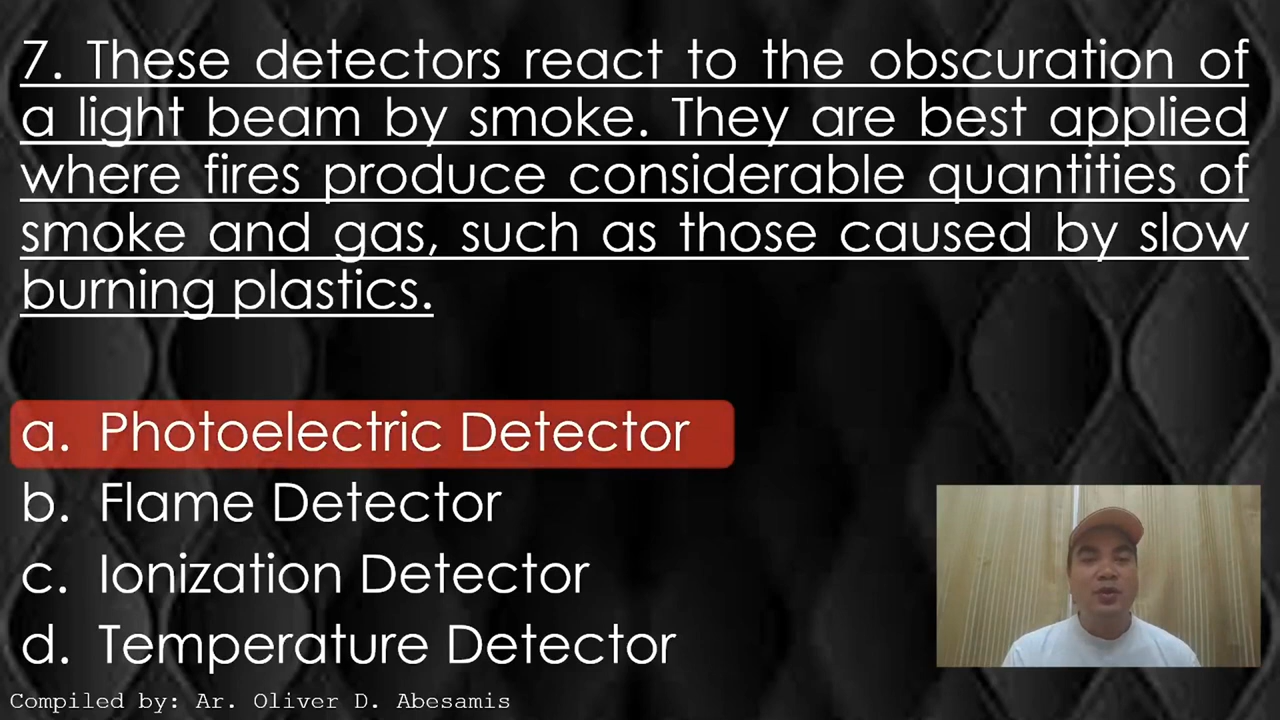 7. These detectors react to the obscuration of
a light beam by smoke. They are best applied
where fires produce considerable quantities of
smoke and gas, such as those caused by slow
burning plastics.
a. Photoelectric Detector
b. Flame Detector
c. Ionization Detector
d. Temperature Detector
Compiled by: Ar. Oliver D. Abesamis